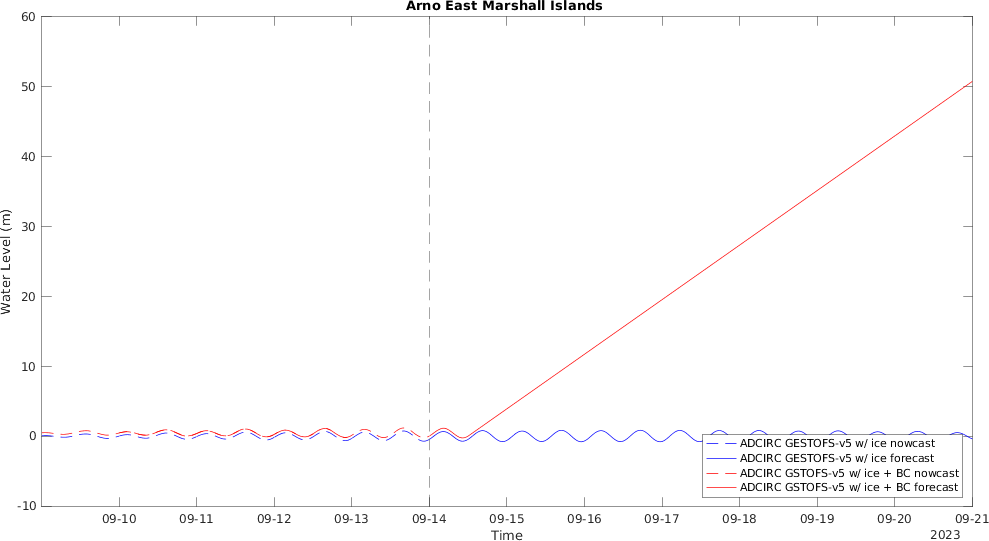 Arno East Marshall Islands
60
50
40
30
20
10
0
-10
Water Level (m)
ADCIRC GESTOFS-v5 w/ ice nowcast
ADCIRC GESTOFS-v5 w/ ice forecast
ADCIRC GSTOFS-v5 w/ ice + BC nowcast
ADCIRC GSTOFS-v5 w/ ice + BC forecast
09-10 09-11 09-12 09-13 09-14 09-15 09-16 09-17 09-18 09-19 09-20 09-21
Time
2023